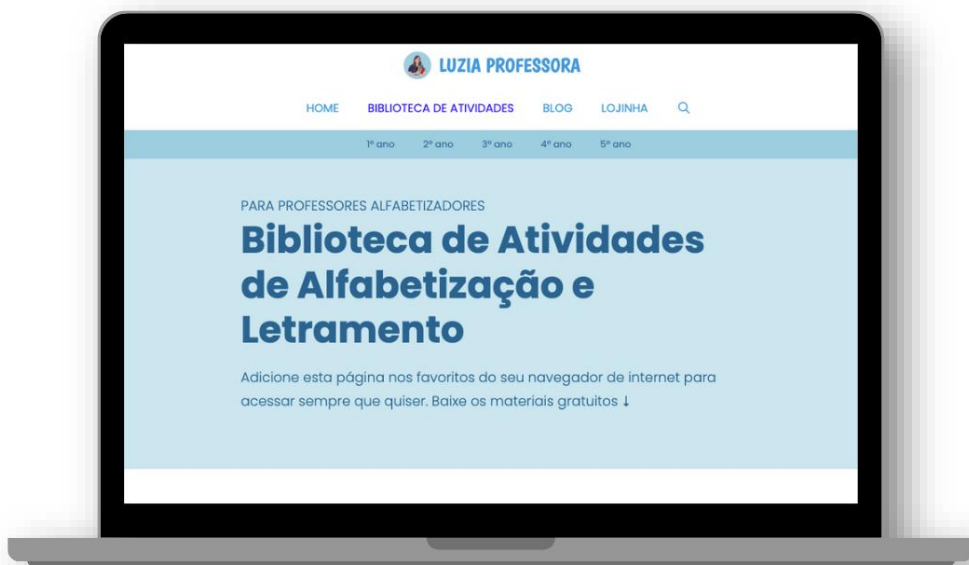 LUZIA PROFESSORA
HOME BIBLIOTECA DE ATIVIDADES BLOG LOJINHA
1º ano 2º ano 3º ano 4º ano 5º ano
PARA PROFESSORES ALFABETIZADORES
Biblioteca de Atividades
de Alfabetização e
Letramento
Adicione esta página nos favoritos do seu navegador de internet para
acessar sempre que quiser. Baixe os materiais gratuitos ↓